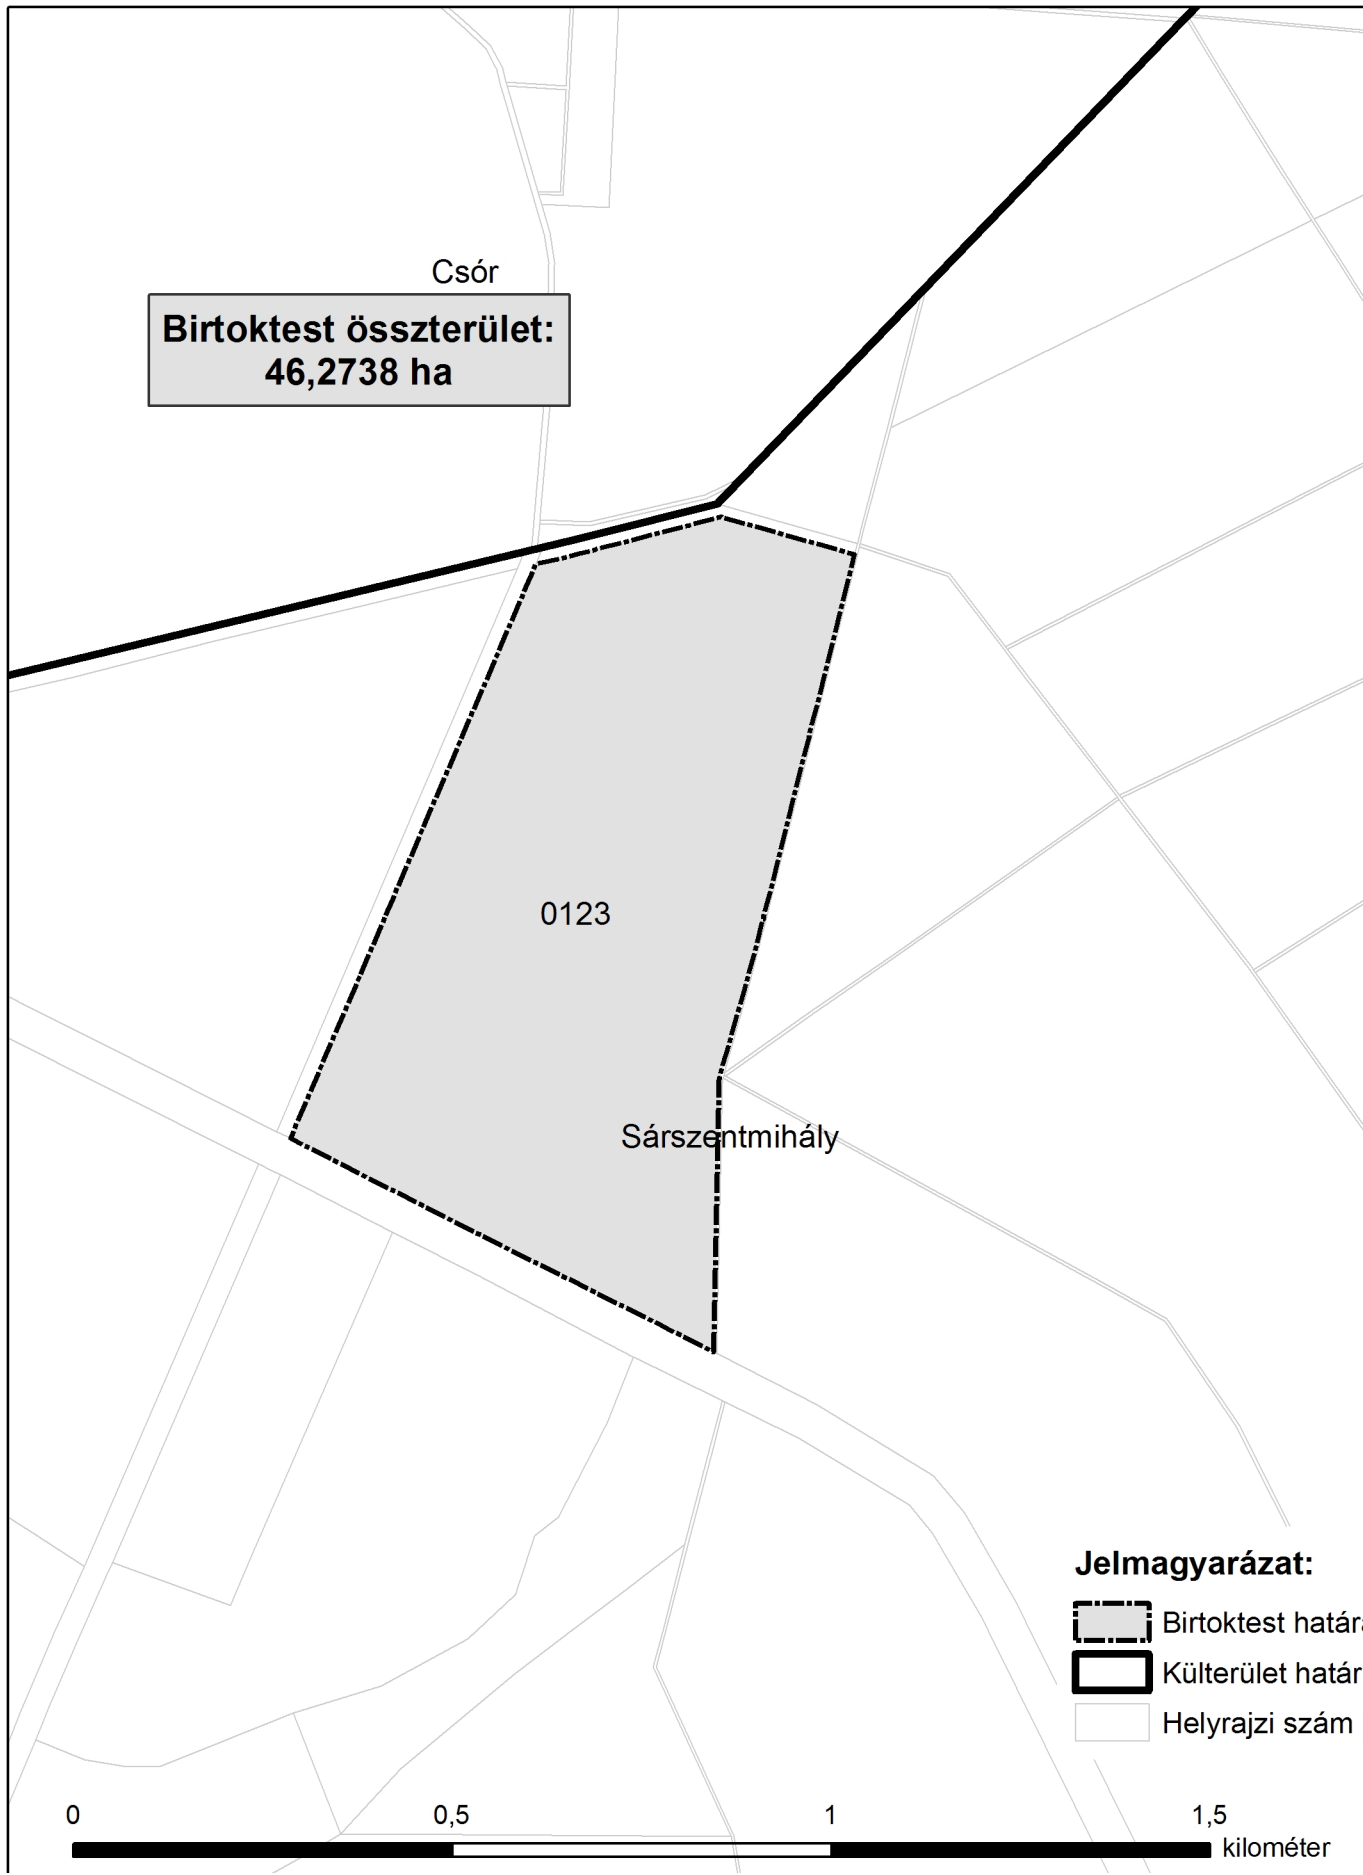 Csór
Birtoktest összterület:
46,2738 ha
0123
Sárszentmihály
Jelmagyarázat:
Birtoktest határa
Külterület határ
Helyrajzi szám
0 0,5 1 1,5
kilométer